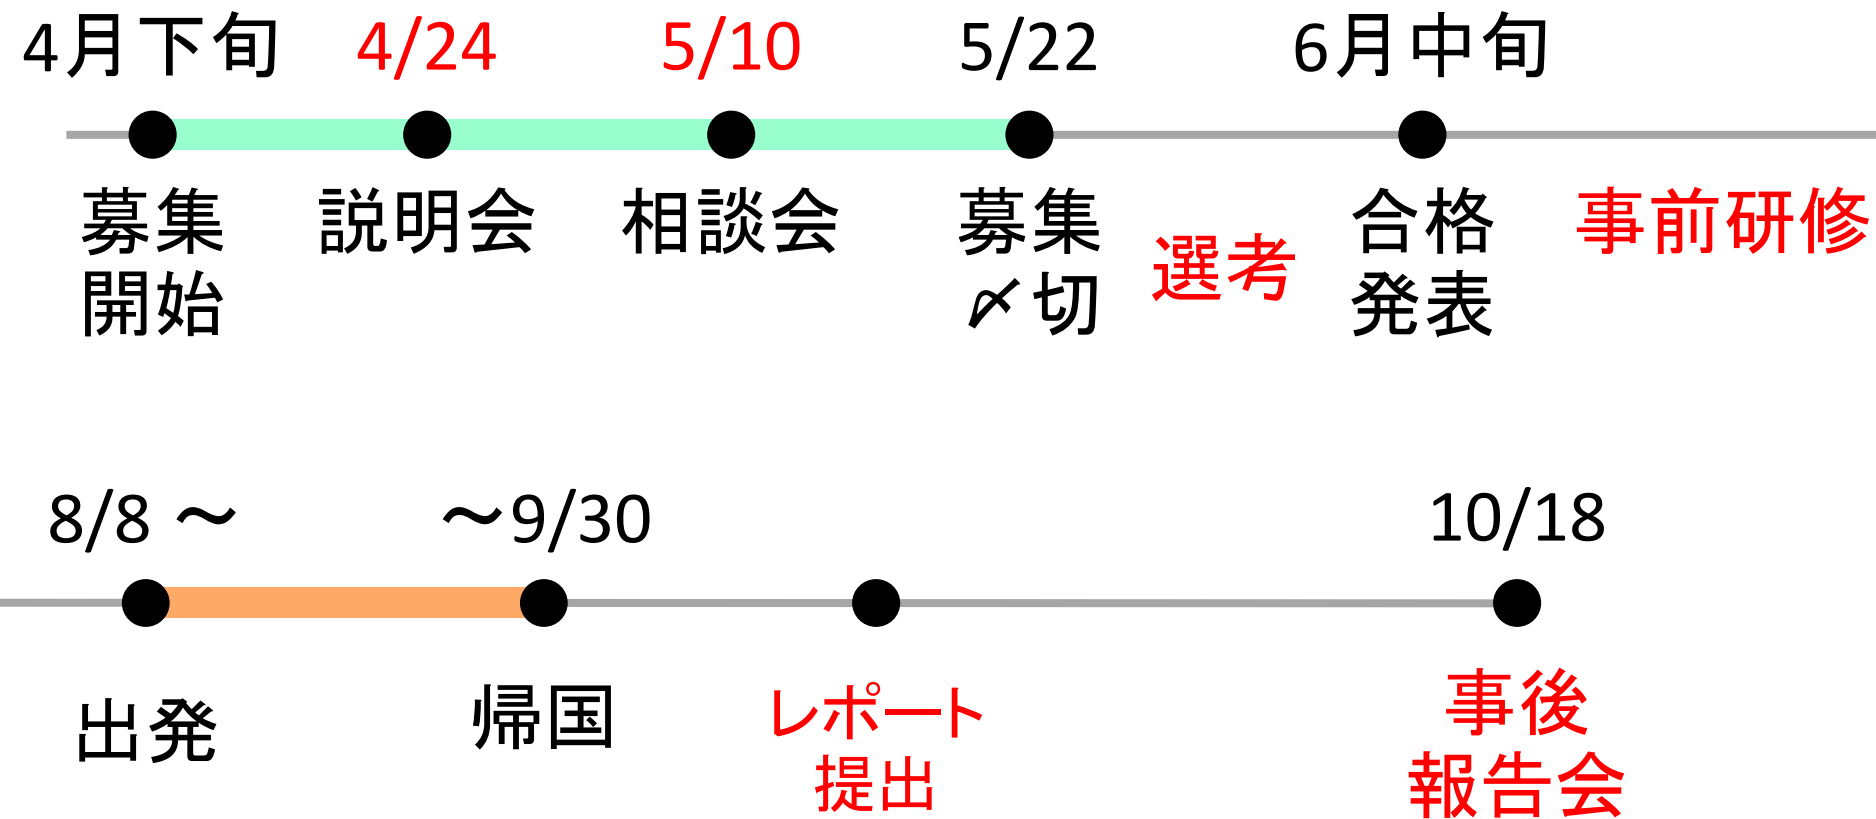 4月下旬 4/24 5/10 5/22 6月中旬
募集 説明会 相談会 募集 合格 事前研修
開始 〆切 選考 発表
8/8 ~ ~9/30 10/18
出発 帰国 レポート 事後
提出 報告会